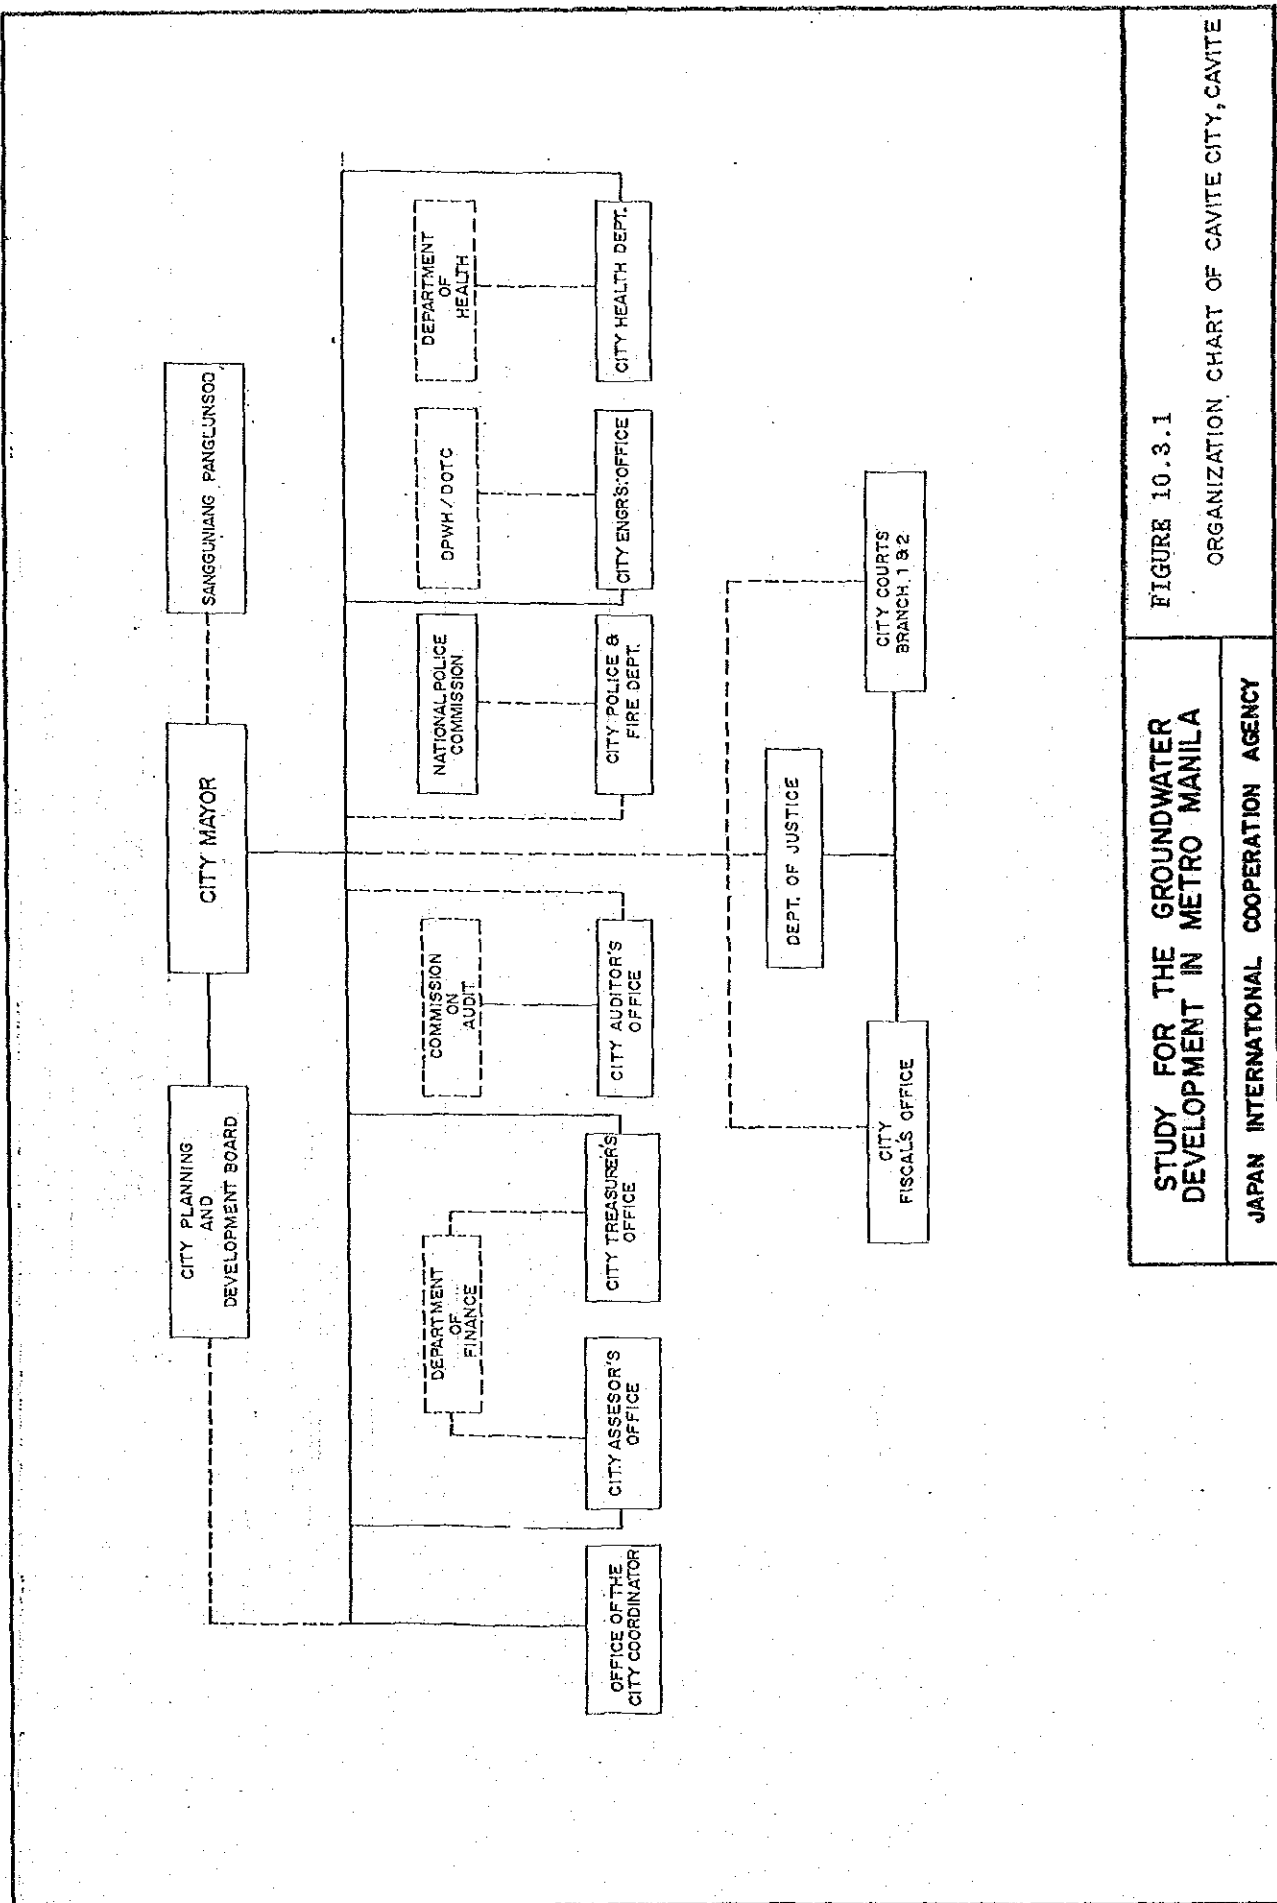 SANGGUNIANG PANGLUNSOD
CITY MAYOR
CITY PLANNING
AND
DEVELOPMENT BOARD
DEPARTMENT
OF
HEALTH
DPWH / DOTC
NATIONAL POLICE
COMMISSION
COMMISSION
ON
AUDIT
DEPARTMENT
OF
FINANCE
CITY HEALTH DEPT.
CITY ENGRS. OFFICE
CITY POLICE &
FIRE DEPT.
CITY AUDITOR'S
OFFICE
CITY TREASURER'S
OFFICE
CITY ASSESOR'S
OFFICE
OFFICE OF THE
CITY COORDINATOR
DEPT. OF JUSTICE
CITY COURTS
BRANCH 1 & 2
CITY
FISCAL'S OFFICE
STUDY FOR THE GROUNDWATER
DEVELOPMENT IN METRO MANILA
JAPAN INTERNATIONAL COOPERATION AGENCY
FIGURE 10.3.1
ORGANIZATION CHART OF CAVITE CITY, CAVITE